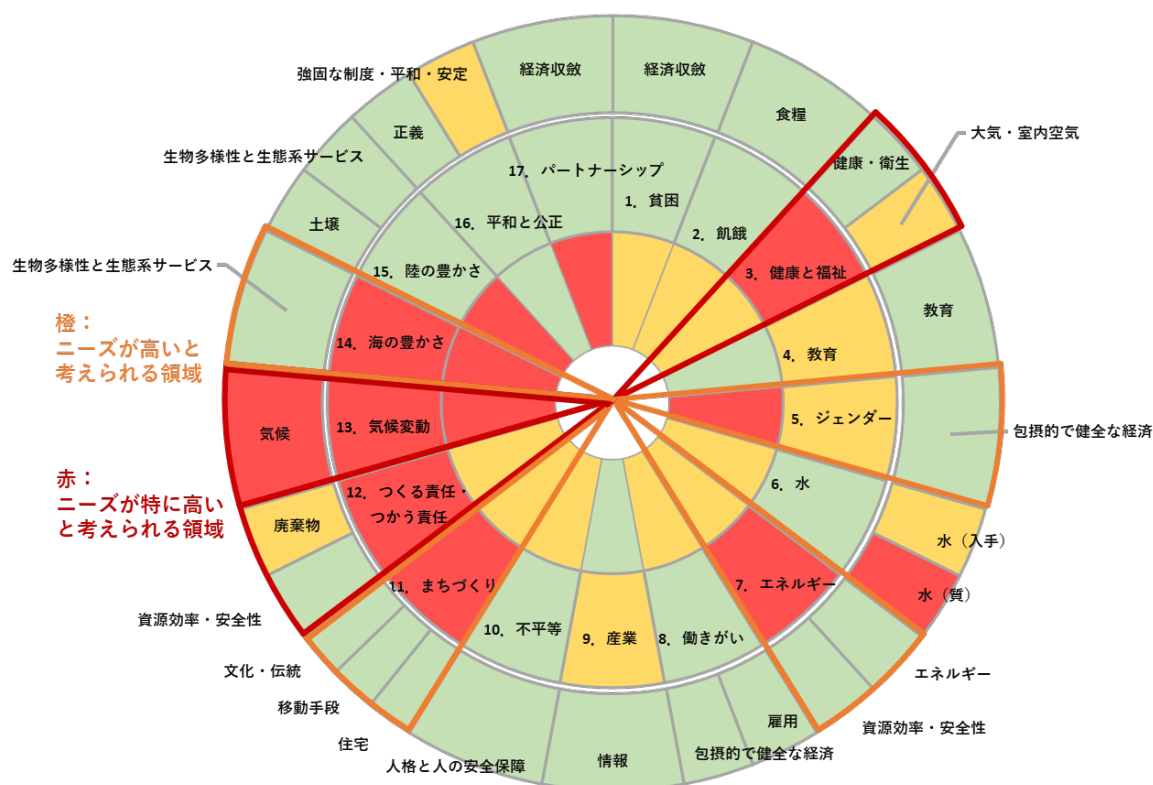 強固な制度・平和・安定
経済収斂
経済収斂
食糧
正義
大気・室内空気
生物多様性と生態系サービス
健康・衛生
17．パートナーシップ
1．貧困
16．平和と公正
2．飢餓
土壌
生物多様性と生態系サービス
15．陸の豊かさ
3．健康と福祉
教育
橙：
ニーズが高いと
考えられる領域
14．海の豊かさ
4．教育
気候
13．気候変動
5．ジェンダー
包摂的で健全な経済
赤：
ニーズが特に高い
と考えられる領域
12．つくる責任・
つかう責任
6．水
廃棄物
水（入手）
11．まちづくり
7．エネルギー
水（質）
資源効率・安全性
10．不平等
9．産業
8．働きがい
文化・伝統
エネルギー
移動手段
雇用
資源効率・安全性
住宅
包摂的で健全な経済
人格と人の安全保障
情報